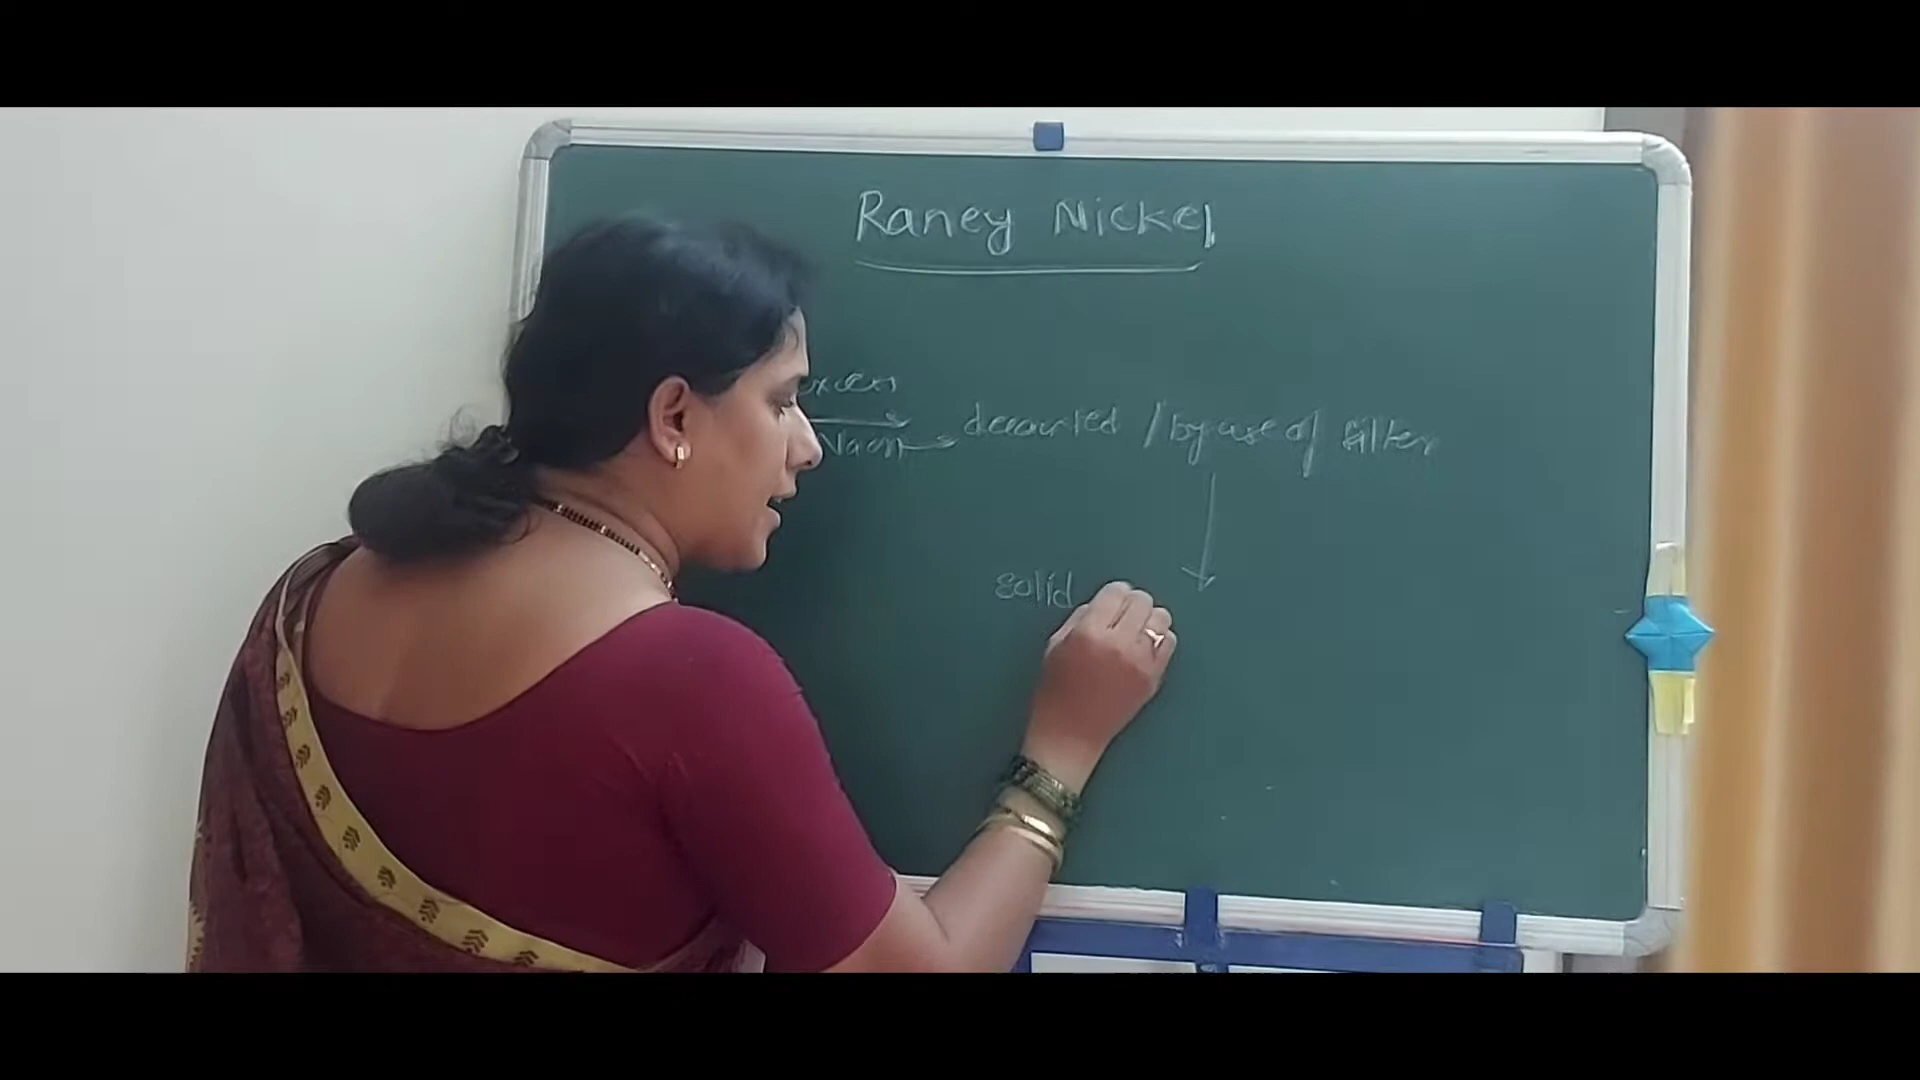 Raney Nickel
excess
NaOH decanted / by use of filter
solid